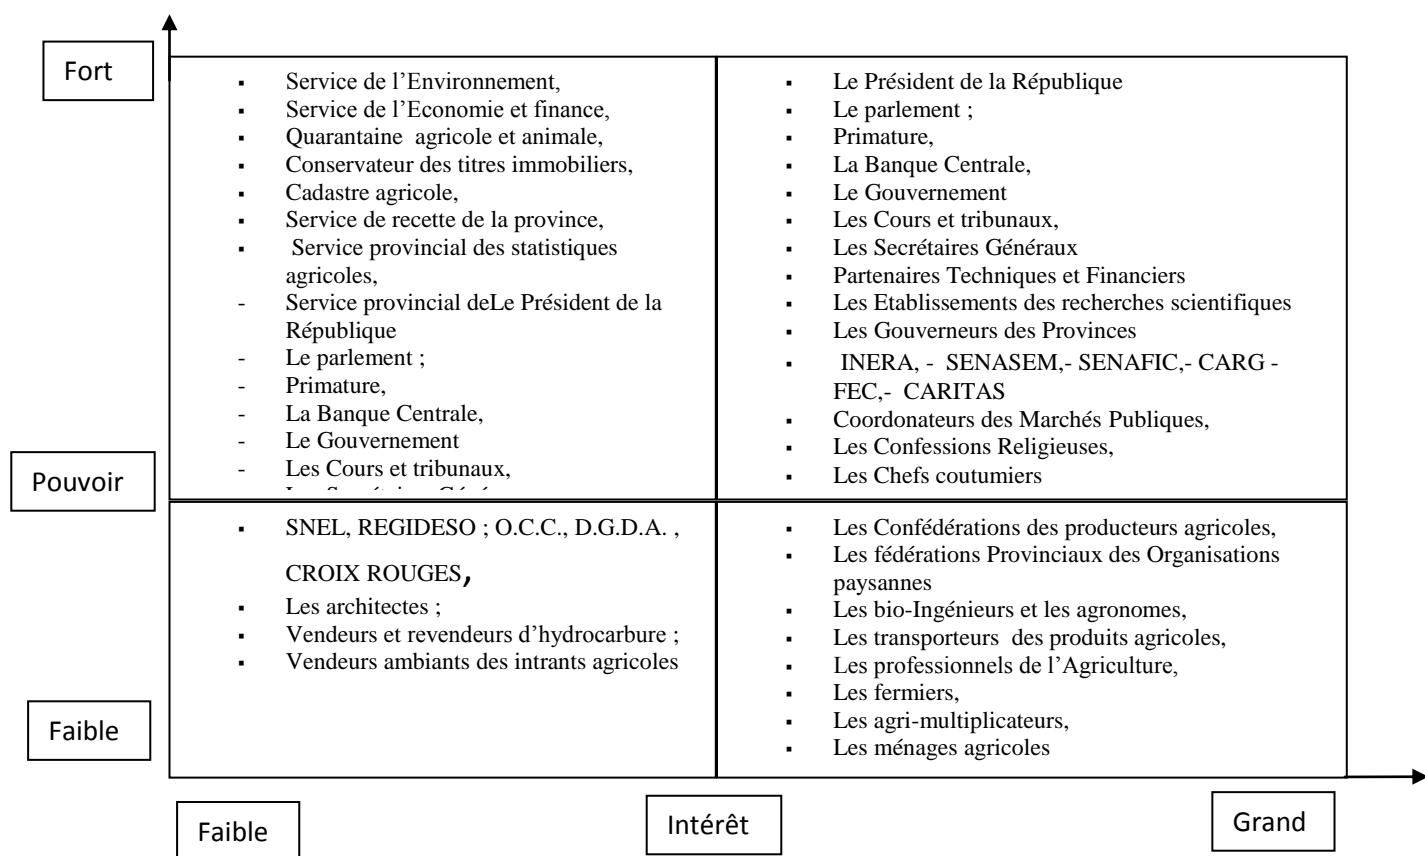 Fort
Service de l’Environnement,
Service de l’Economie et finance,
Quarantaine agricole et animale,
Conservateur des titres immobiliers,
Cadastre agricole,
Service de recette de la province,
Service provincial des statistiques
agricoles,
- Service provincial deLe Président de la
République
- Le parlement ;
- Primature,
- La Banque Centrale,
- Le Gouvernement
- Les Cours et tribunaux,
Le Président de la République
Le parlement ;
Primature,
La Banque Centrale,
Le Gouvernement
Les Cours et tribunaux,
Les Secrétaires Généraux
Partenaires Techniques et Financiers
Les Etablissements des recherches scientifiques
Les Gouverneurs des Provinces
INERA, - SENASEM,- SENAFIC,- CARG -
FEC,- CARITAS
Coordonateurs des Marchés Publiques,
Les Confessions Religieuses,
Les Chefs coutumiers
Pouvoir
SNEL, REGIDESO ; O.C.C., D.G.D.A. ,
CROIX ROUGES,
Les architectes ;
Vendeurs et revendeurs d’hydrocarbure ;
Vendeurs ambiants des intrants agricoles
Les Confédérations des producteurs agricoles,
Les fédérations Provinciaux des Organisations
paysannes
Les bio-Ingénieurs et les agronomes,
Les transporteurs des produits agricoles,
Les professionnels de l’Agriculture,
Les fermiers,
Les agri-multiplicateurs,
Les ménages agricoles
Faible
Faible
Intérêt
Grand